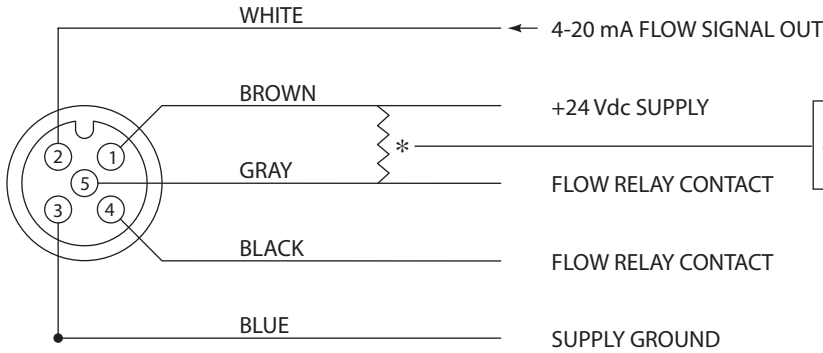 WHITE
4-20 mA FLOW SIGNAL OUT
BROWN
+24 Vdc SUPPLY
2
1
*
5
GRAY
FLOW RELAY CONTACT
3
4
BLACK
FLOW RELAY CONTACT
BLUE
SUPPLY GROUND